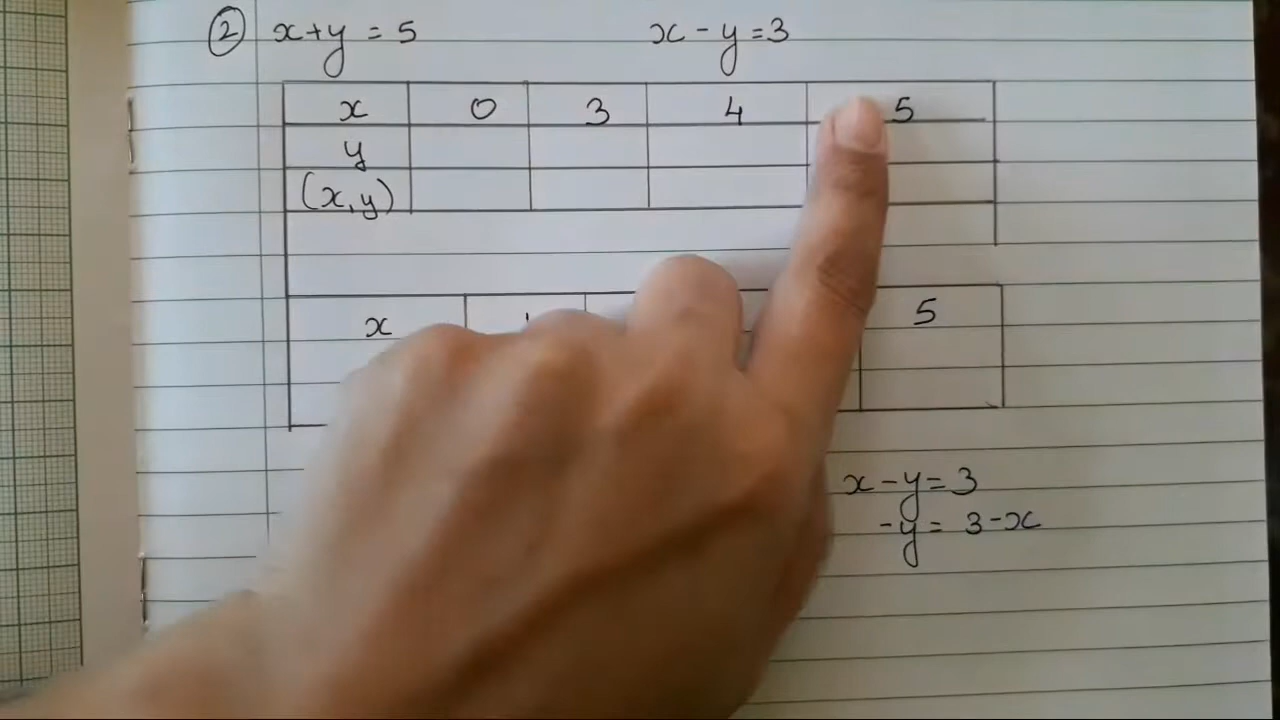 ② x+y = 5 x - y = 3
x 0 3 4 5
y
(x, y)
x 5
x - y = 3
-y = 3 - x